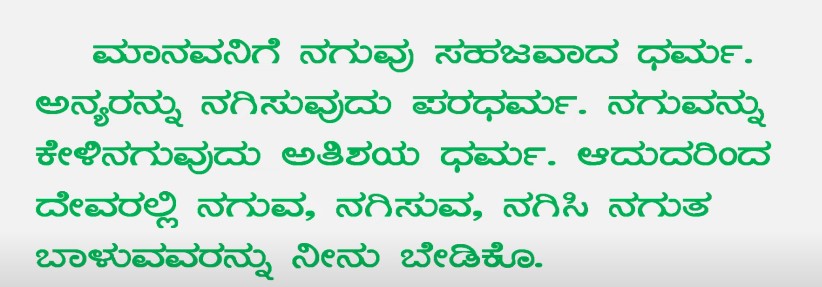 ಮಾನವನಿಗೆ ನಗುವು ಸಹಜವಾದ ಧರ್ಮ.
ಅನ್ಯರನ್ನು ನಗಿಸುವುದು ಪರಧರ್ಮ. ನಗುವನ್ನು
ಕೇಳಿನಗುವುದು ಅತಿಶಯ ಧರ್ಮ. ಆದುದರಿಂದ
ದೇವರಲ್ಲಿ ನಗುವ, ನಗಿಸುವ, ನಗಿಸಿ ನಗುತ
ಬಾಳುವವರನ್ನು ನೀನು ಬೇಡಿಕೊ.